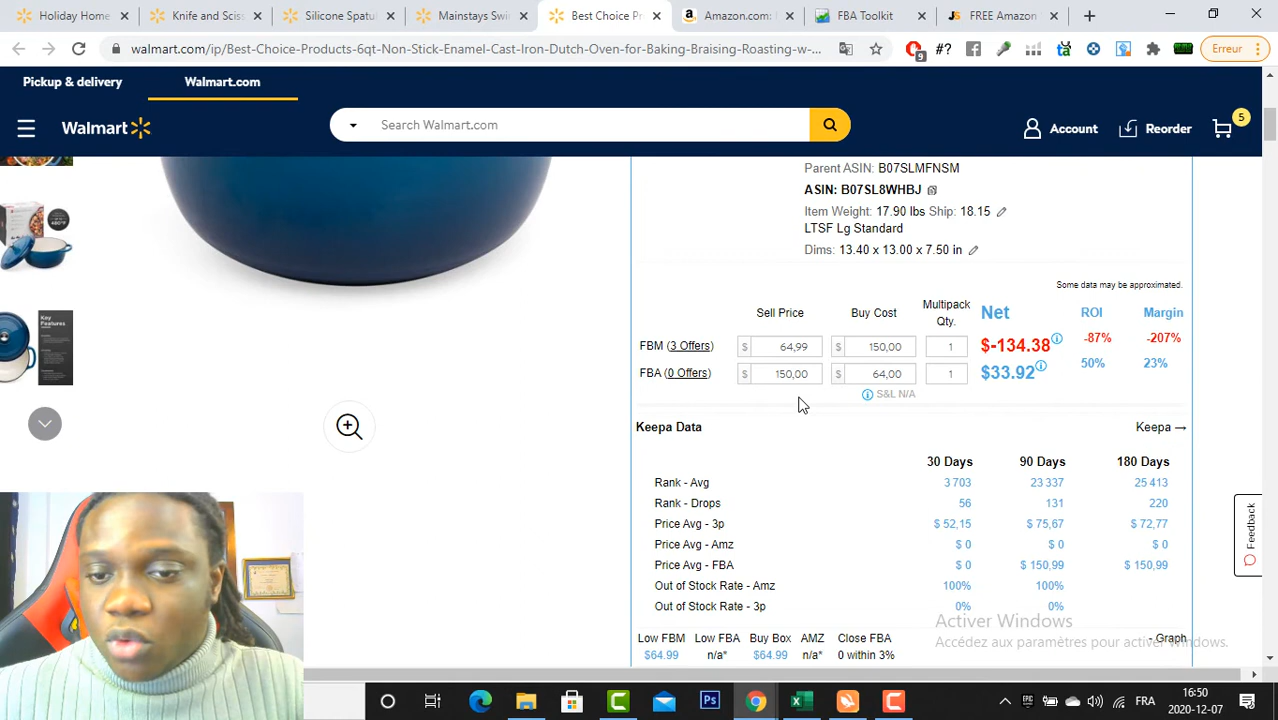 Holiday Home
Knife and Sciss
Silicone Spatu
Mainstays Swi
Best Choice Pr
Amazon.com:
FBA Toolkit
FREE Amazon
walmart.com/ip/Best-Choice-Products-6qt-Non-Stick-Enamel-Cast-Iron-Dutch-Oven-for-Baking-Braising-Roasting-w-...
9
#?
Erreur
Pickup & delivery
Walmart.com
Walmart
Search Walmart.com
Account
Reorder
5
Parent ASIN: B07SLMFNSM
ASIN: B07SL8WHBJ
Item Weight: 17.90 lbs Ship: 18.15
LTSF Lg Standard
Dims: 13.40 x 13.00 x 7.50 in
Some data may be approximated.
Sell Price Buy Cost Multipack Qty. Net ROI Margin
FBM (3 Offers) $ 64,99 $ 150,00 1 $-134.38 -87% -207%
FBA (0 Offers) $ 150,00 $ 64,00 1 $33.92 50% 23%
S&L N/A
Keepa Data Keepa →
30 Days 90 Days 180 Days
Rank - Avg 3 703 23 337 25 413
Rank - Drops 56 131 220
Price Avg - 3p $ 52,15 $ 75,67 $ 72,77
Price Avg - Amz $ 0 $ 0 $ 0
Price Avg - FBA $ 0 $ 150,99 $ 150,99
Out of Stock Rate - Amz 100% 100%
Out of Stock Rate - 3p 0% 0%
Low FBM Low FBA Buy Box AMZ Close FBA - Graph
$64.99 n/a* $64.99 n/a* 0 within 3%
Key Features
Feedback
Activer Windows
Accédez aux paramètres pour activer Windows.
FRA
16:50
2020-12-07